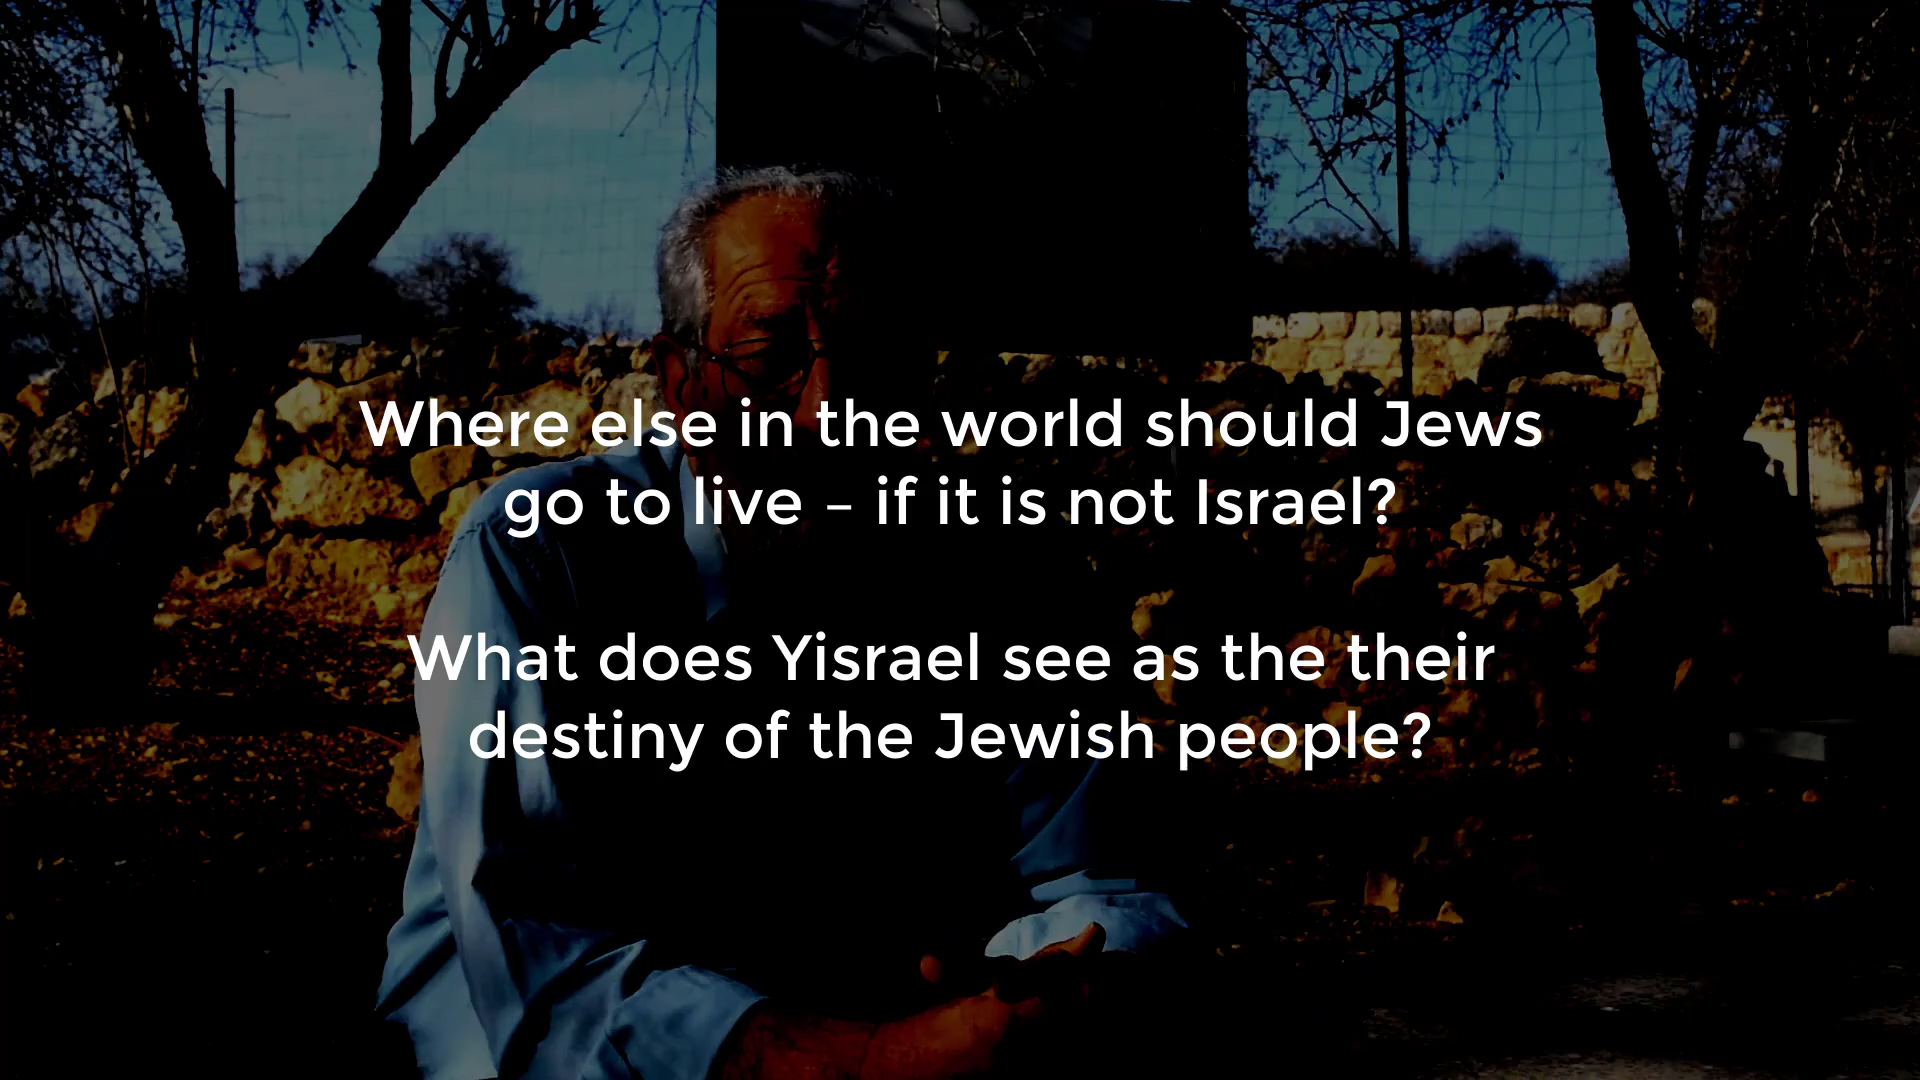 Where else in the world should Jews
go to live – if it is not Israel?
What does Yisrael see as the their
destiny of the Jewish people?